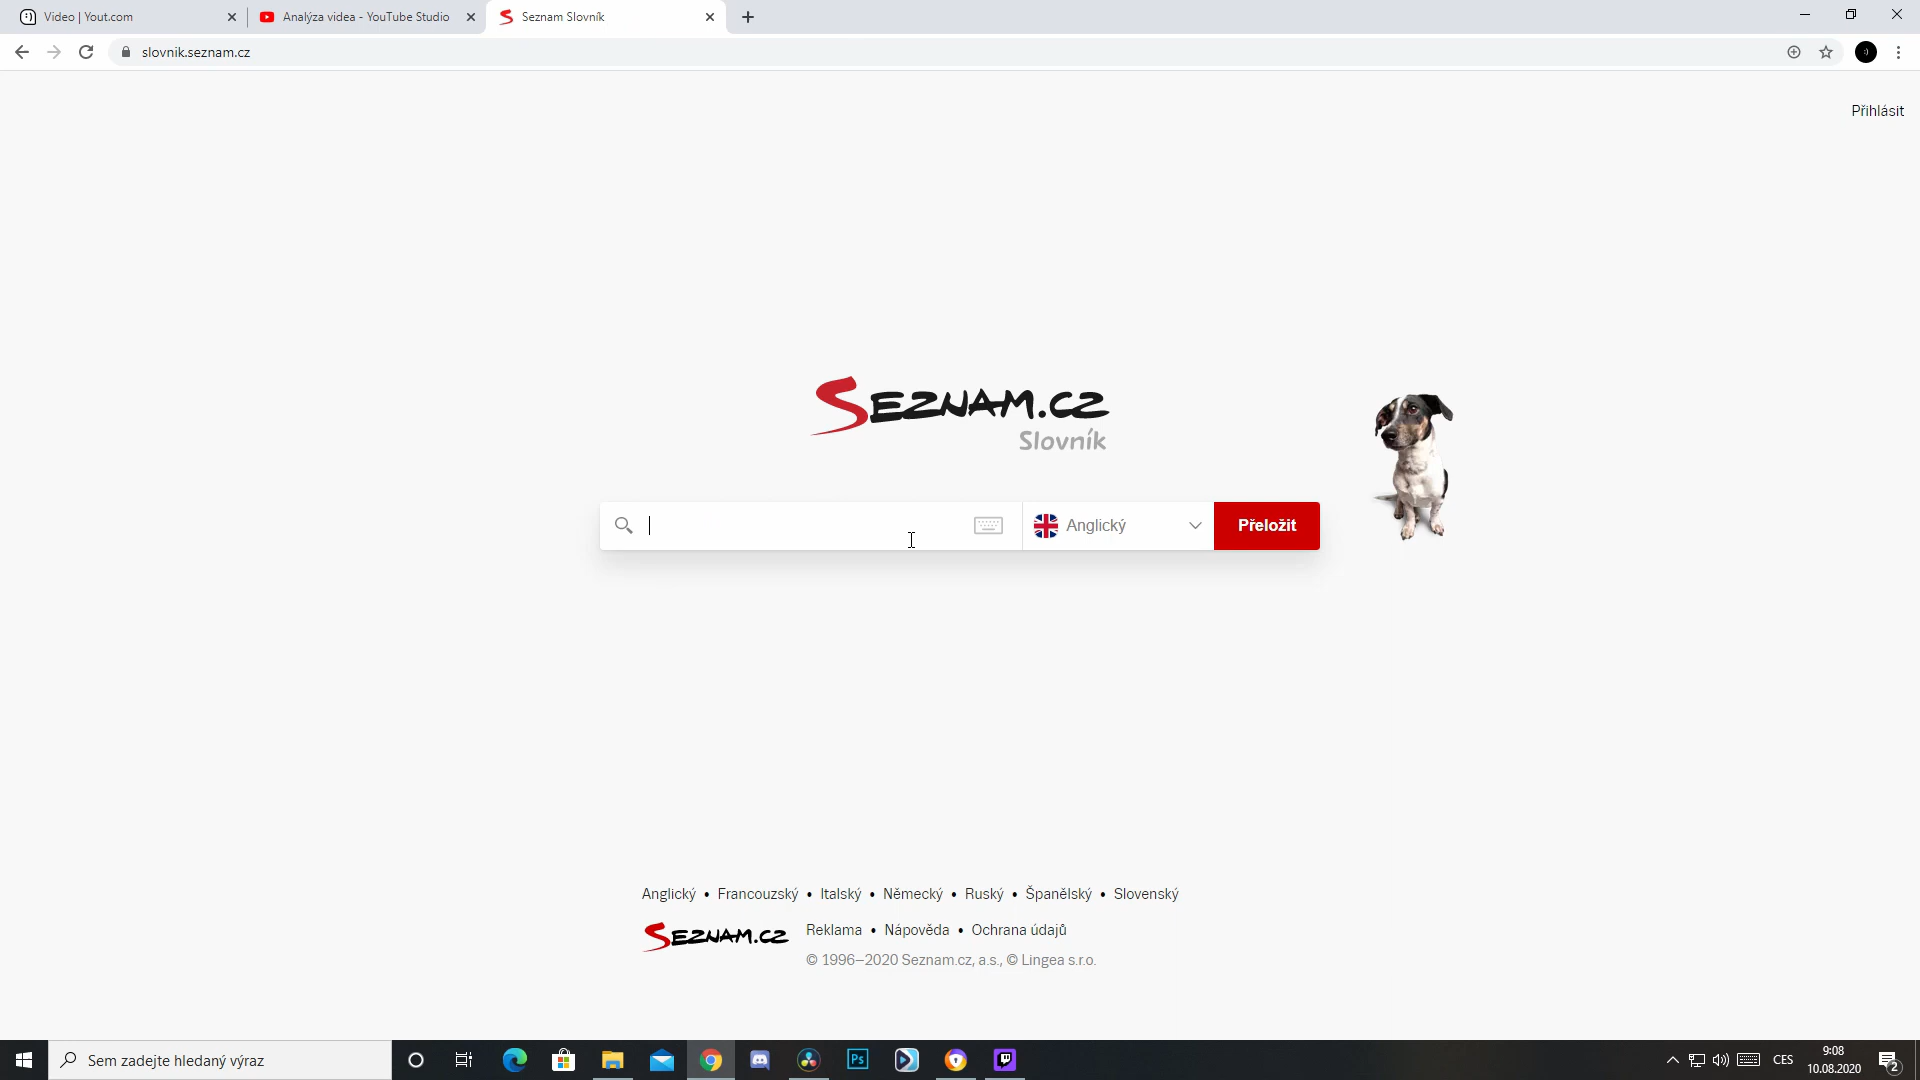 Video | Yout.com
Analýza videa - YouTube Studio
Seznam Slovník
slovnik.seznam.cz
Přihlásit
SEZNAM.CZ
Slovník
Anglický
Přeložit
Anglický • Francouzský • Italský • Německý • Ruský • Španělský • Slovenský
SEZNAM.CZ
Reklama • Nápověda • Ochrana údajů
© 1996–2020 Seznam.cz, a.s., © Lingea s.r.o.
Sem zadejte hledaný výraz
Ps
CES
9:08
10.08.2020
2